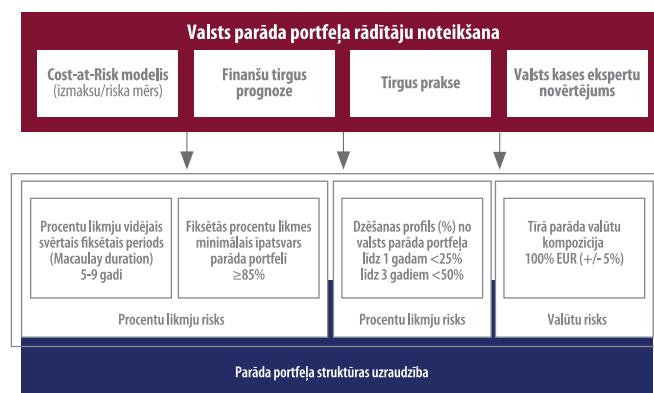 Valsts parāda portfeļa rādītāju noteikšana
Cost-at-Risk modelis
(izmaksu/riska mērs)
Finanšu tirgus
prognoze
Tirgus prakse
Valsts kases ekspertu
novērtējums
Procentu likmju vidējais
svērtais fiksētais periods
(Macaulay duration)
5-9 gadi
Fiksētās procentu likmes
minimālais īpatsvars
parāda portfelī
≥85%
Procentu likmju risks
Dzēšanas profils (%) no
valsts parāda portfeļa
līdz 1 gadam <25%
līdz 3 gadiem <50%
Procentu likmju risks
Tīrā parāda valūtu
kompozīcija
100% EUR (+/- 5%)
Valūtu risks
Parāda portfeļa struktūras uzraudzība